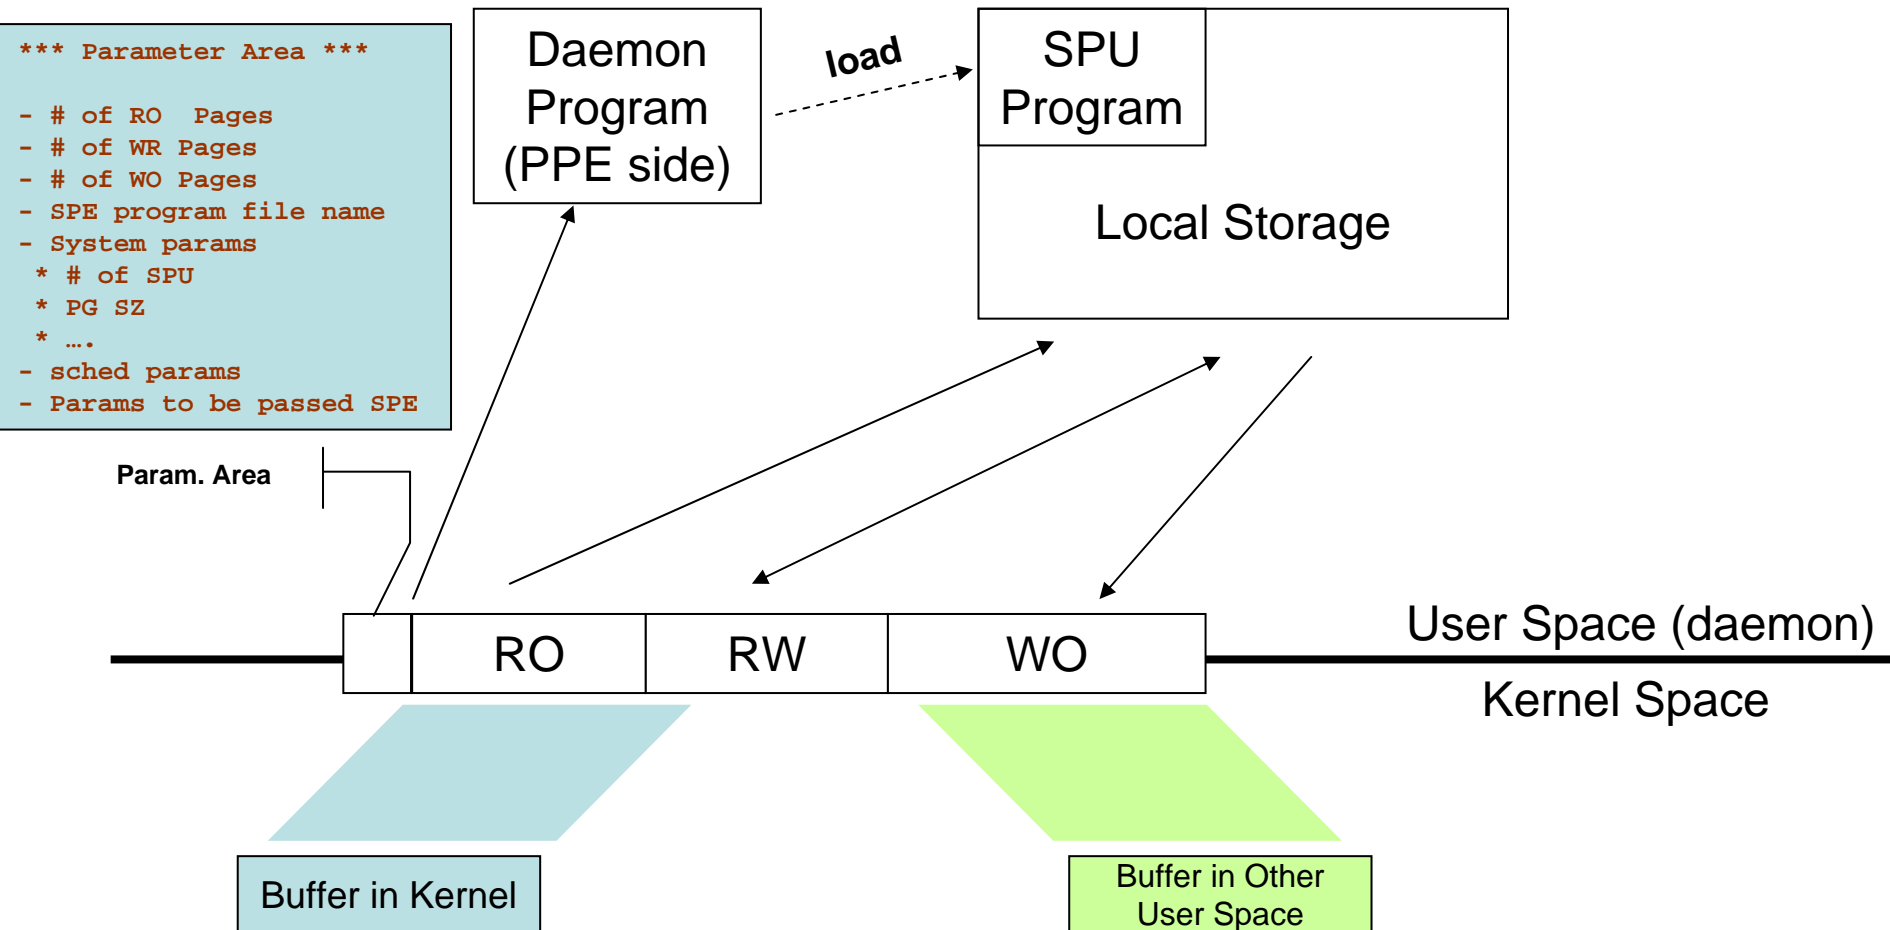 *** Parameter Area ***
- # of RO  Pages
- # of WR Pages
- # of WO Pages
- SPE program file name
- System params
* # of SPU
* PG SZ
* ….
- sched params
- Params to be passed SPE
Daemon
Program
(PPE side)
load
SPU
Program
Local Storage
Param. Area
RO
RW
WO
User Space (daemon)
Kernel Space
Buffer in Kernel
Buffer in Other
User Space